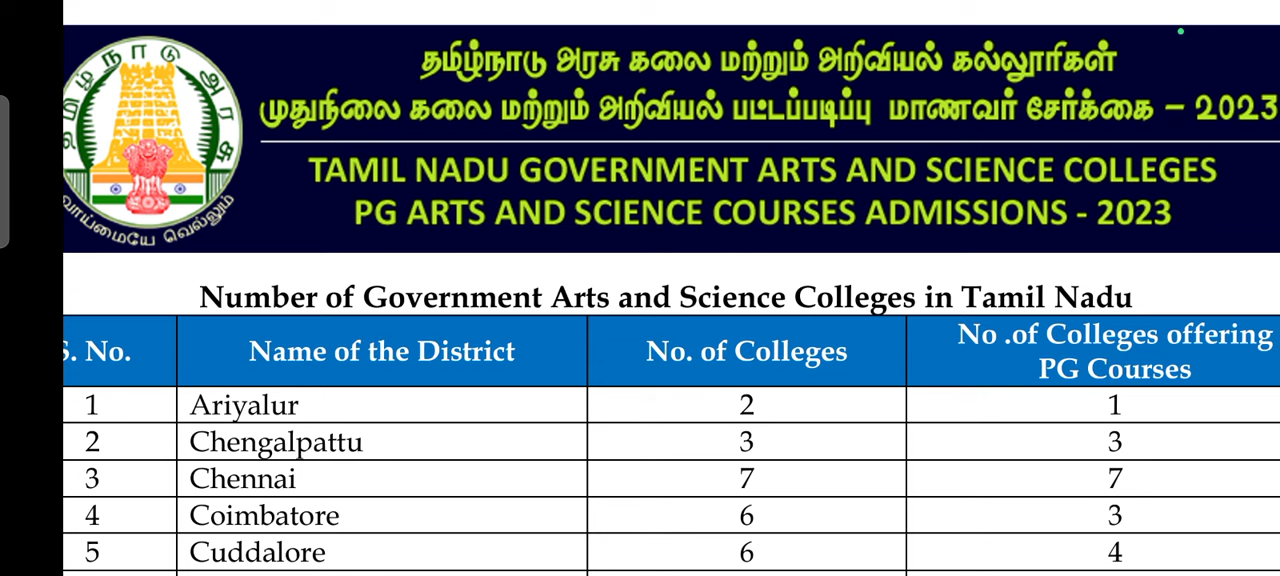 தமிழ்நாடு அரசு
வாய்மையே வெல்லும்
தமிழ்நாடு அரசு கலை மற்றும் அறிவியல் கல்லூரிகள்
முதுநிலை கலை மற்றும் அறிவியல் பட்டப்படிப்பு மாணவர் சேர்க்கை – 2023
TAMIL NADU GOVERNMENT ARTS AND SCIENCE COLLEGES
PG ARTS AND SCIENCE COURSES ADMISSIONS - 2023
Number of Government Arts and Science Colleges in Tamil Nadu
S. No. Name of the District No. of Colleges No .of Colleges offering PG Courses
1 Ariyalur 2 1
2 Chengalpattu 3 3
3 Chennai 7 7
4 Coimbatore 6 3
5 Cuddalore 6 4